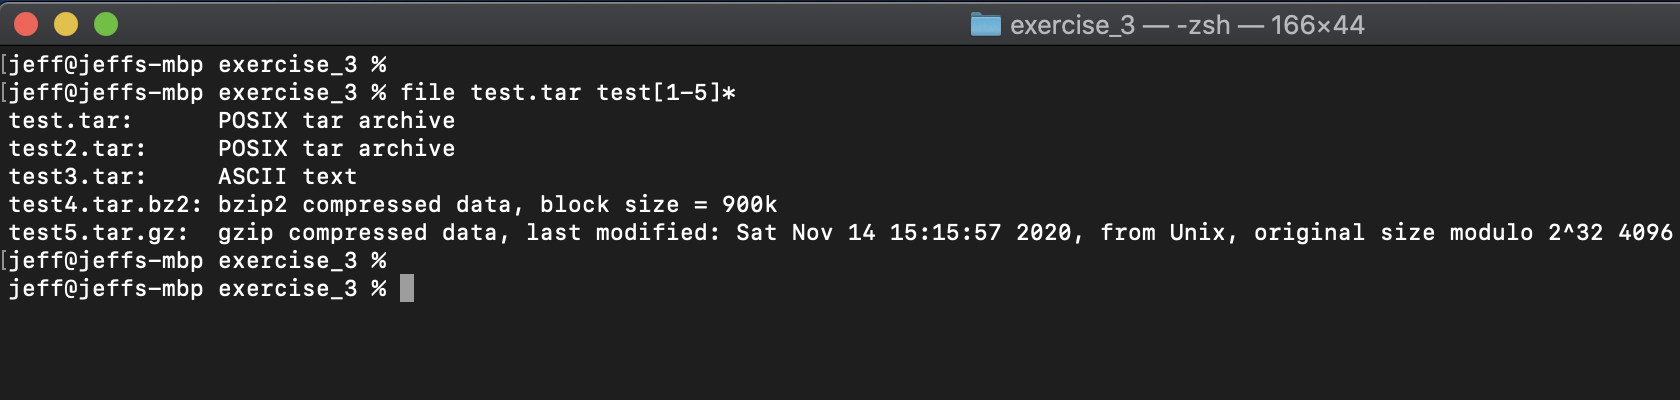 exercise_3 — -zsh — 166×44
[jeff@jeffs-mbp exercise_3 %
[jeff@jeffs-mbp exercise_3 % file test.tar test[1-5]*
test.tar:      POSIX tar archive
test2.tar:     POSIX tar archive
test3.tar:     ASCII text
test4.tar.bz2: bzip2 compressed data, block size = 900k
test5.tar.gz:  gzip compressed data, last modified: Sat Nov 14 15:15:57 2020, from Unix, original size modulo 2^32 4096
[jeff@jeffs-mbp exercise_3 %
jeff@jeffs-mbp exercise_3 %